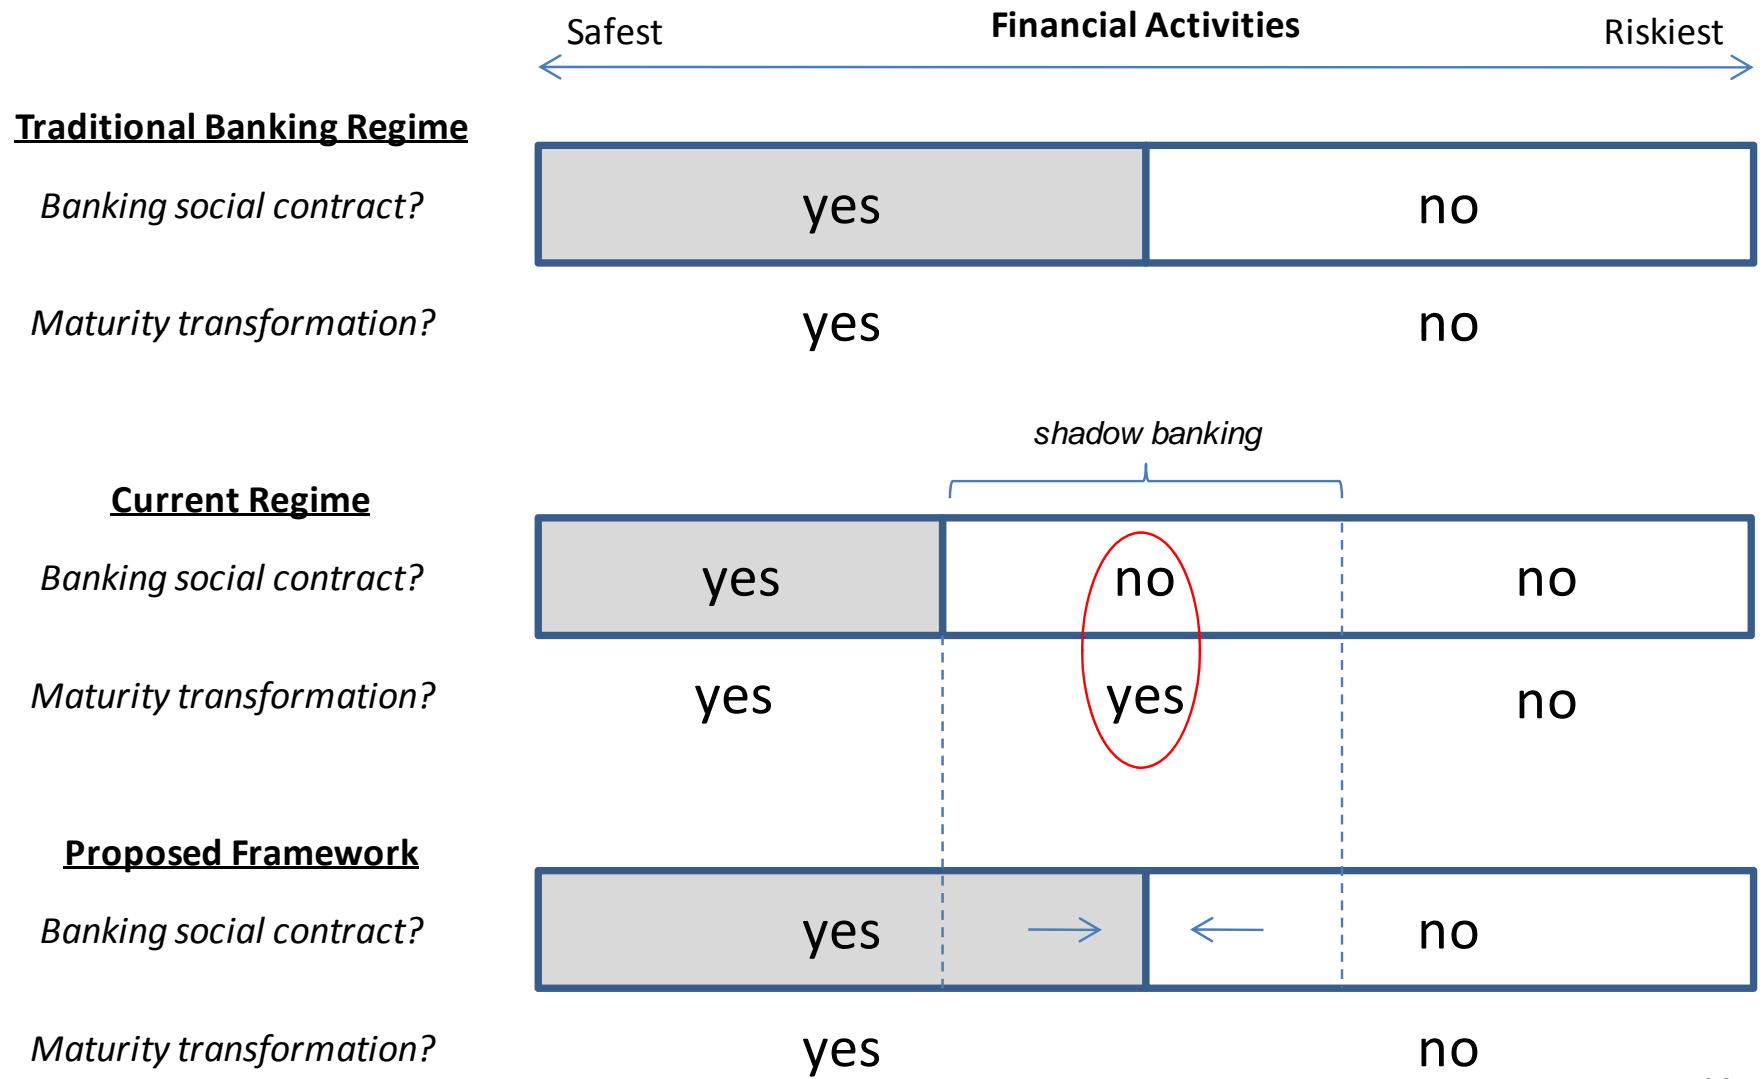 Safest Financial Activities Riskiest
Traditional Banking Regime
Banking social contract? yes no
Maturity transformation? yes no
shadow banking
Current Regime
Banking social contract? yes no no
Maturity transformation? yes yes no
Proposed Framework
Banking social contract? yes no
Maturity transformation? yes no